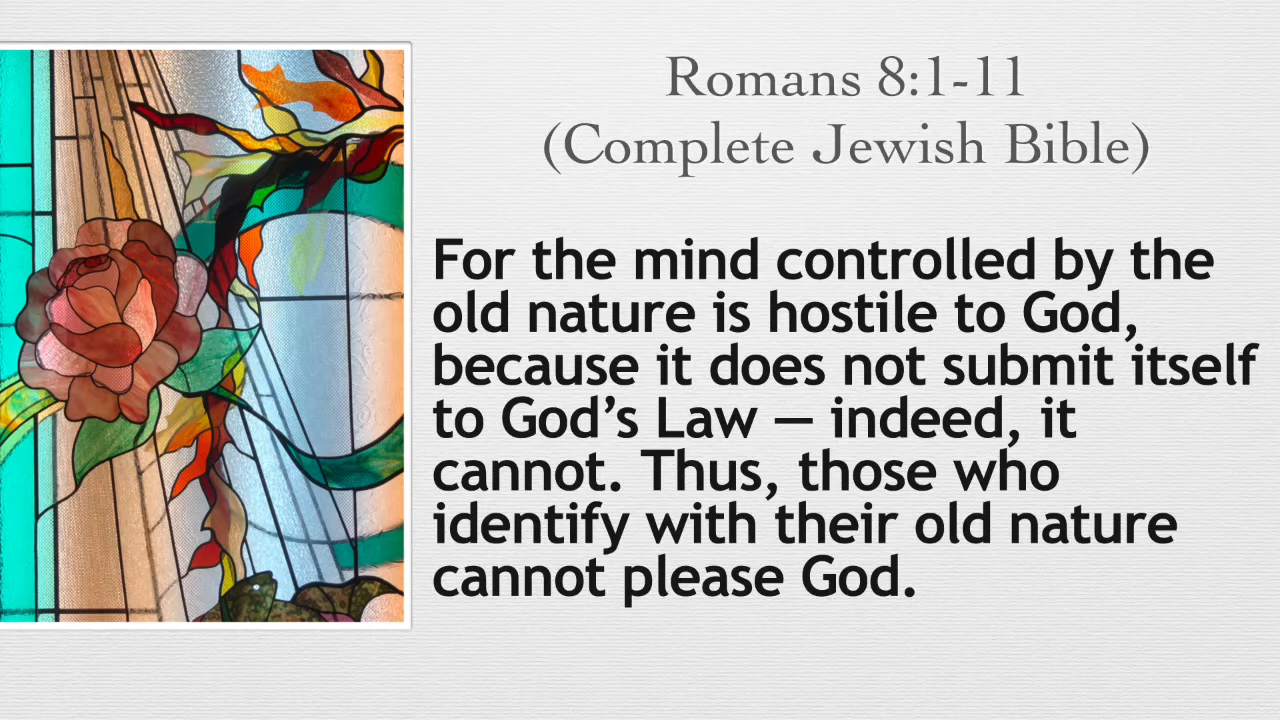 Romans 8:1-11
(Complete Jewish Bible)
For the mind controlled by the
old nature is hostile to God,
because it does not submit itself
to God’s Law — indeed, it
cannot. Thus, those who
identify with their old nature
cannot please God.